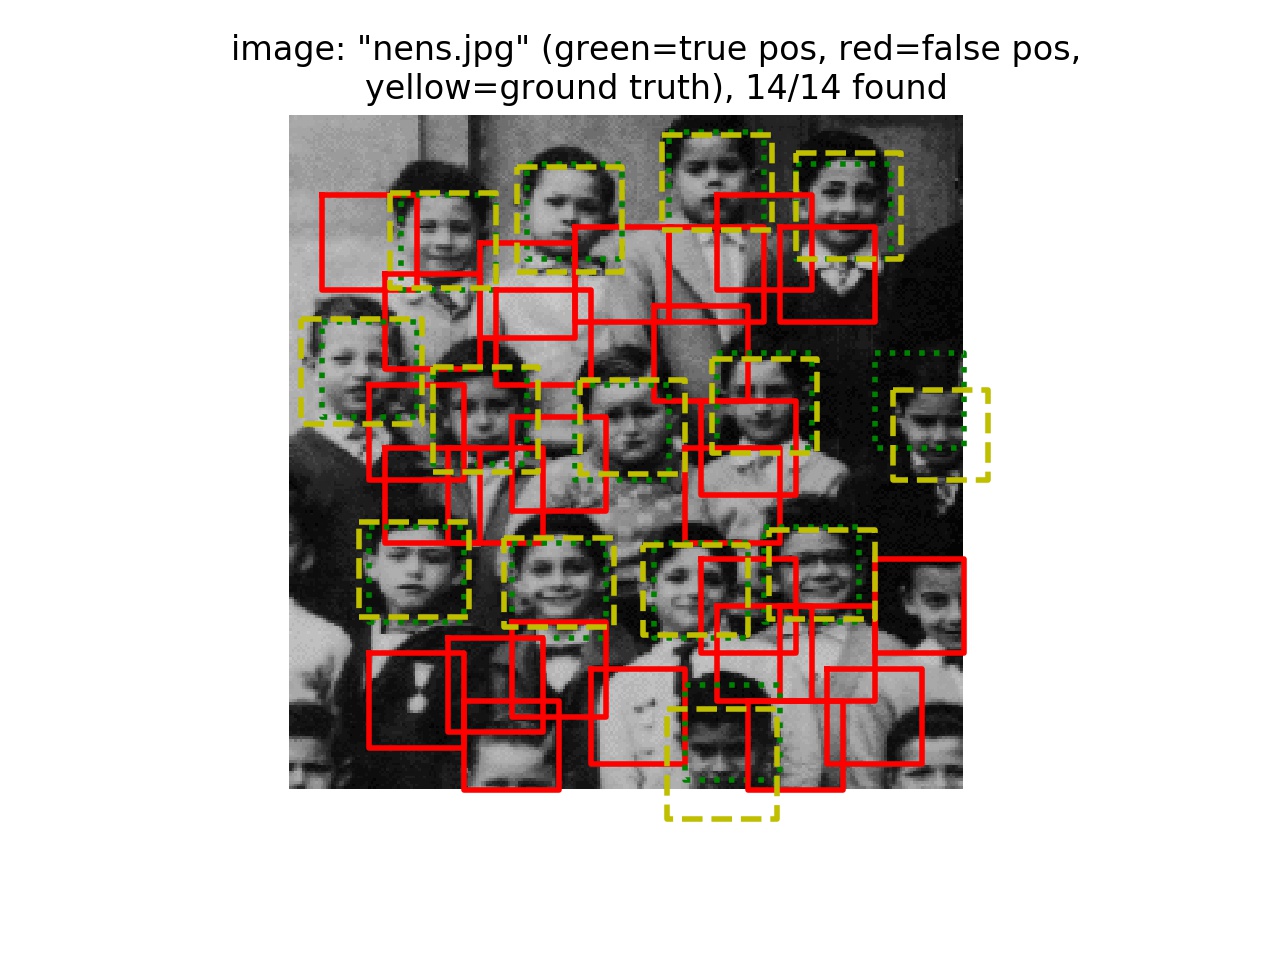 image: "nens.jpg" (green=true pos, red=false pos,
yellow=ground truth), 14/14 found